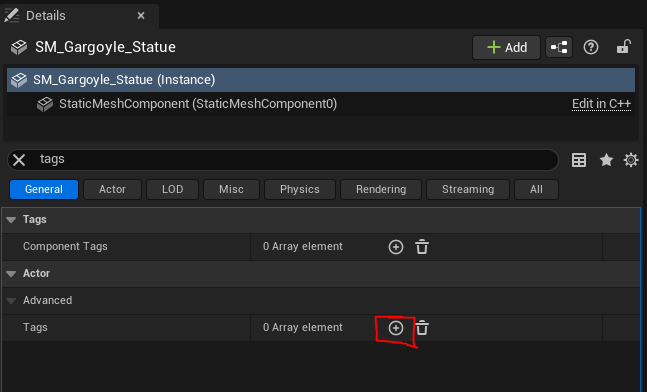 Details
SM_Gargoyle_Statue
Add
SM_Gargoyle_Statue (Instance)
StaticMeshComponent (StaticMeshComponent0)
Edit in C++
tags
General Actor LOD Misc Physics Rendering Streaming All
Tags
Component Tags 0 Array element
Actor
Advanced
Tags 0 Array element